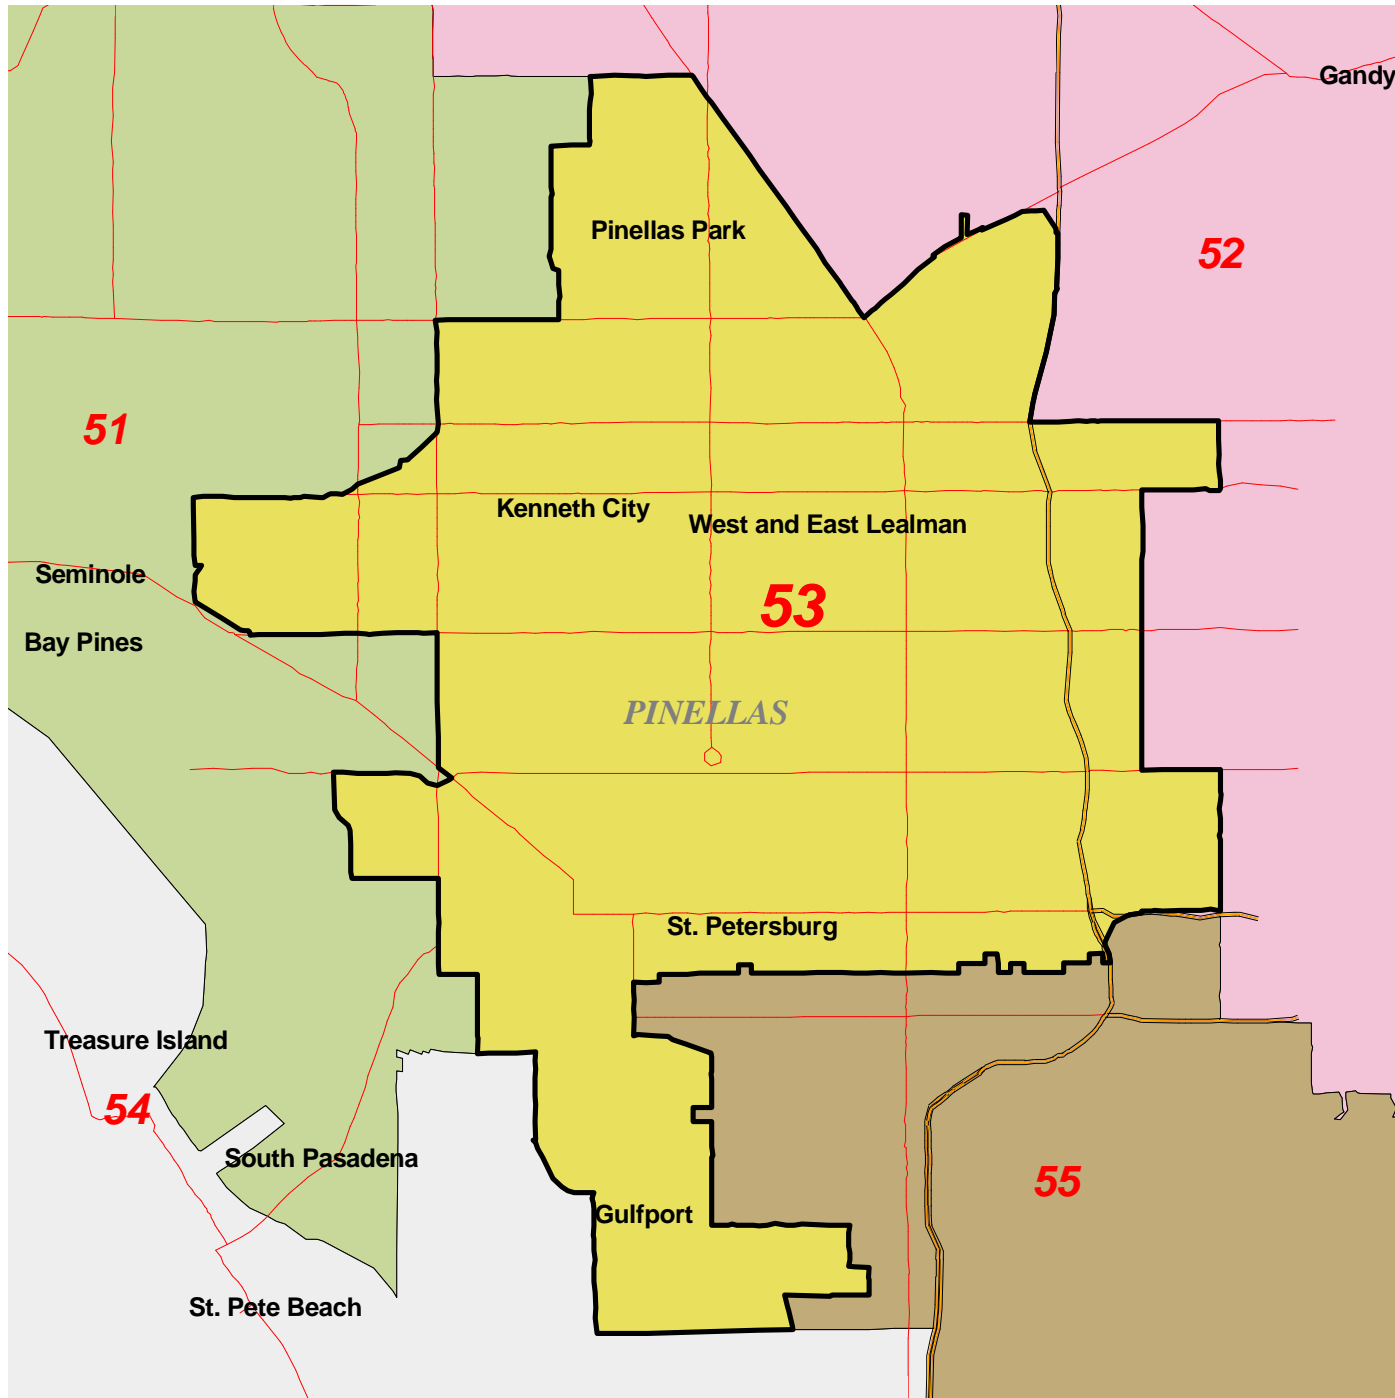 Gandy
Pinellas Park
52
51
Kenneth City
West and East Lealman
Seminole
53
Bay Pines
PINELLAS
St. Petersburg
Treasure Island
54
South Pasadena
55
Gulfport
St. Pete Beach